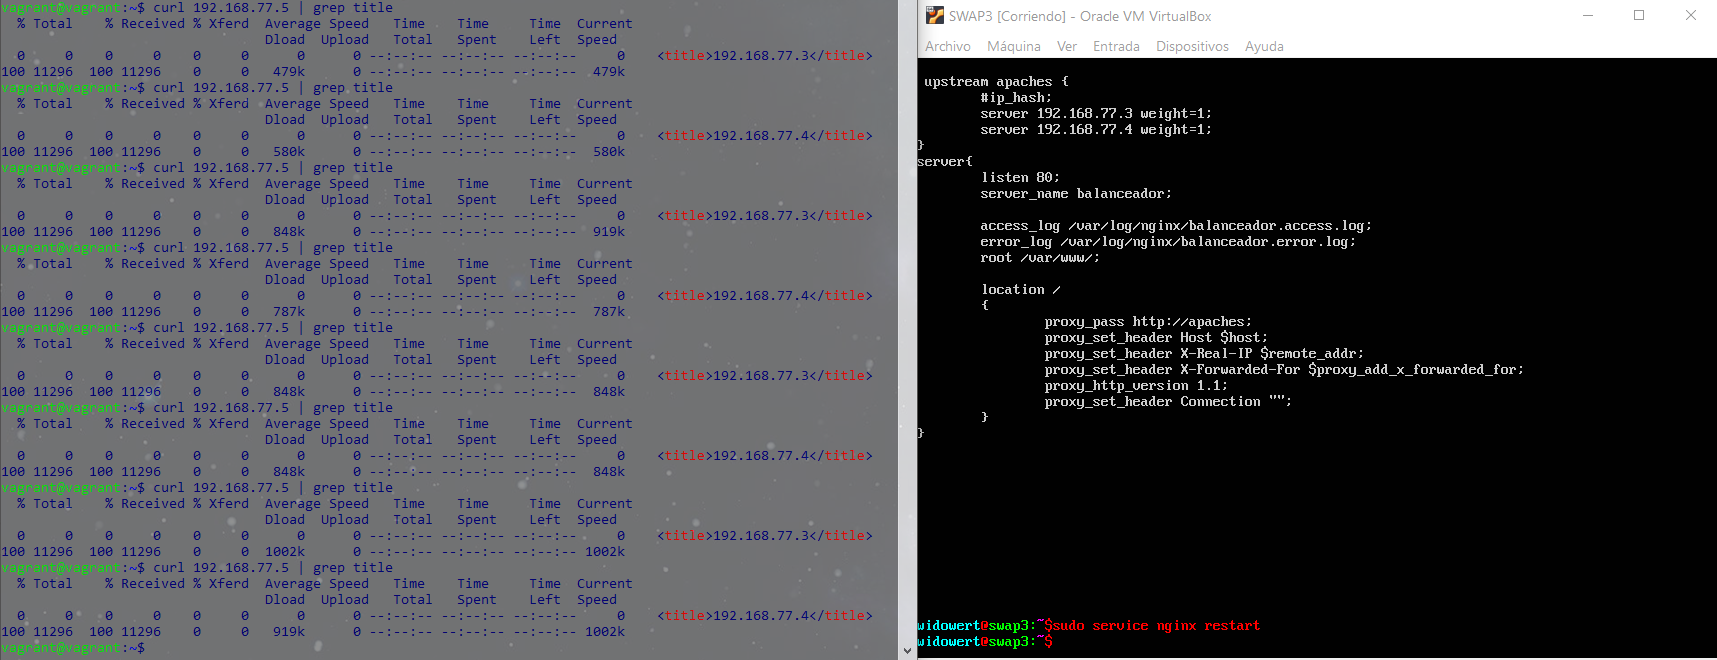 vagrant@vagrant:~$ curl 192.168.77.5 | grep title
  % Total    % Received % Xferd  Average Speed   Time    Time     Time  Current
                                 Dload  Upload   Total   Spent    Left  Speed
  0     0    0     0    0     0      0      0 --:--:-- --:--:-- --:--:--     0    <title>192.168.77.3</title>
100 11296  100 11296    0     0   479k      0 --:--:-- --:--:-- --:--:--  479k
vagrant@vagrant:~$ curl 192.168.77.5 | grep title
  % Total    % Received % Xferd  Average Speed   Time    Time     Time  Current
                                 Dload  Upload   Total   Spent    Left  Speed
  0     0    0     0    0     0      0      0 --:--:-- --:--:-- --:--:--     0    <title>192.168.77.4</title>
100 11296  100 11296    0     0   580k      0 --:--:-- --:--:-- --:--:--  580k
vagrant@vagrant:~$ curl 192.168.77.5 | grep title
  % Total    % Received % Xferd  Average Speed   Time    Time     Time  Current
                                 Dload  Upload   Total   Spent    Left  Speed
  0     0    0     0    0     0      0      0 --:--:-- --:--:-- --:--:--     0    <title>192.168.77.3</title>
100 11296  100 11296    0     0   848k      0 --:--:-- --:--:-- --:--:--  919k
vagrant@vagrant:~$ curl 192.168.77.5 | grep title
  % Total    % Received % Xferd  Average Speed   Time    Time     Time  Current
                                 Dload  Upload   Total   Spent    Left  Speed
  0     0    0     0    0     0      0      0 --:--:-- --:--:-- --:--:--     0    <title>192.168.77.4</title>
100 11296  100 11296    0     0   787k      0 --:--:-- --:--:-- --:--:--  787k
vagrant@vagrant:~$ curl 192.168.77.5 | grep title
  % Total    % Received % Xferd  Average Speed   Time    Time     Time  Current
                                 Dload  Upload   Total   Spent    Left  Speed
  0     0    0     0    0     0      0      0 --:--:-- --:--:-- --:--:--     0    <title>192.168.77.3</title>
100 11296  100 11296    0     0   848k      0 --:--:-- --:--:-- --:--:--  848k
vagrant@vagrant:~$ curl 192.168.77.5 | grep title
  % Total    % Received % Xferd  Average Speed   Time    Time     Time  Current
                                 Dload  Upload   Total   Spent    Left  Speed
  0     0    0     0    0     0      0      0 --:--:-- --:--:-- --:--:--     0    <title>192.168.77.4</title>
100 11296  100 11296    0     0   848k      0 --:--:-- --:--:-- --:--:--  848k
vagrant@vagrant:~$ curl 192.168.77.5 | grep title
  % Total    % Received % Xferd  Average Speed   Time    Time     Time  Current
                                 Dload  Upload   Total   Spent    Left  Speed
  0     0    0     0    0     0      0      0 --:--:-- --:--:-- --:--:--     0    <title>192.168.77.3</title>
100 11296  100 11296    0     0  1002k      0 --:--:-- --:--:-- --:--:-- 1002k
vagrant@vagrant:~$ curl 192.168.77.5 | grep title
  % Total    % Received % Xferd  Average Speed   Time    Time     Time  Current
                                 Dload  Upload   Total   Spent    Left  Speed
  0     0    0     0    0     0      0      0 --:--:-- --:--:-- --:--:--     0    <title>192.168.77.4</title>
100 11296  100 11296    0     0   919k      0 --:--:-- --:--:-- --:--:-- 1002k
vagrant@vagrant:~$
SWAP3 [Corriendo] - Oracle VM VirtualBox
Archivo Máquina Ver Entrada Dispositivos Ayuda
upstream apaches {
        #ip_hash;
        server 192.168.77.3 weight=1;
        server 192.168.77.4 weight=1;
}
server{
        listen 80;
        server_name balanceador;
        access_log /var/log/nginx/balanceador.access.log;
        error_log /var/log/nginx/balanceador.error.log;
        root /var/www/;
        location /
        {
                proxy_pass http://apaches;
                proxy_set_header Host $host;
                proxy_set_header X-Real-IP $remote_addr;
                proxy_set_header X-Forwarded-For $proxy_add_x_forwarded_for;
                proxy_http_version 1.1;
                proxy_set_header Connection "";
        }
}
widowert@swap3:~$sudo service nginx restart
widowert@swap3:~$